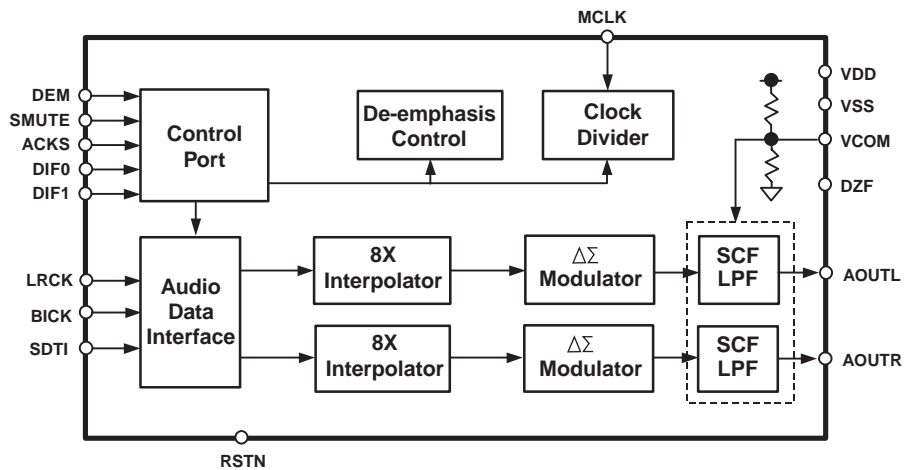 MCLK
DEM
SMUTE
ACKS
DIF0
DIF1
Control
Port
De-emphasis
Control
Clock
Divider
VDD
VSS
VCOM
DZF
LRCK
BICK
SDTI
Audio
Data
Interface
8X
Interpolator
ΔΣ
Modulator
SCF
LPF
AOUTL
8X
Interpolator
ΔΣ
Modulator
SCF
LPF
AOUTR
RSTN